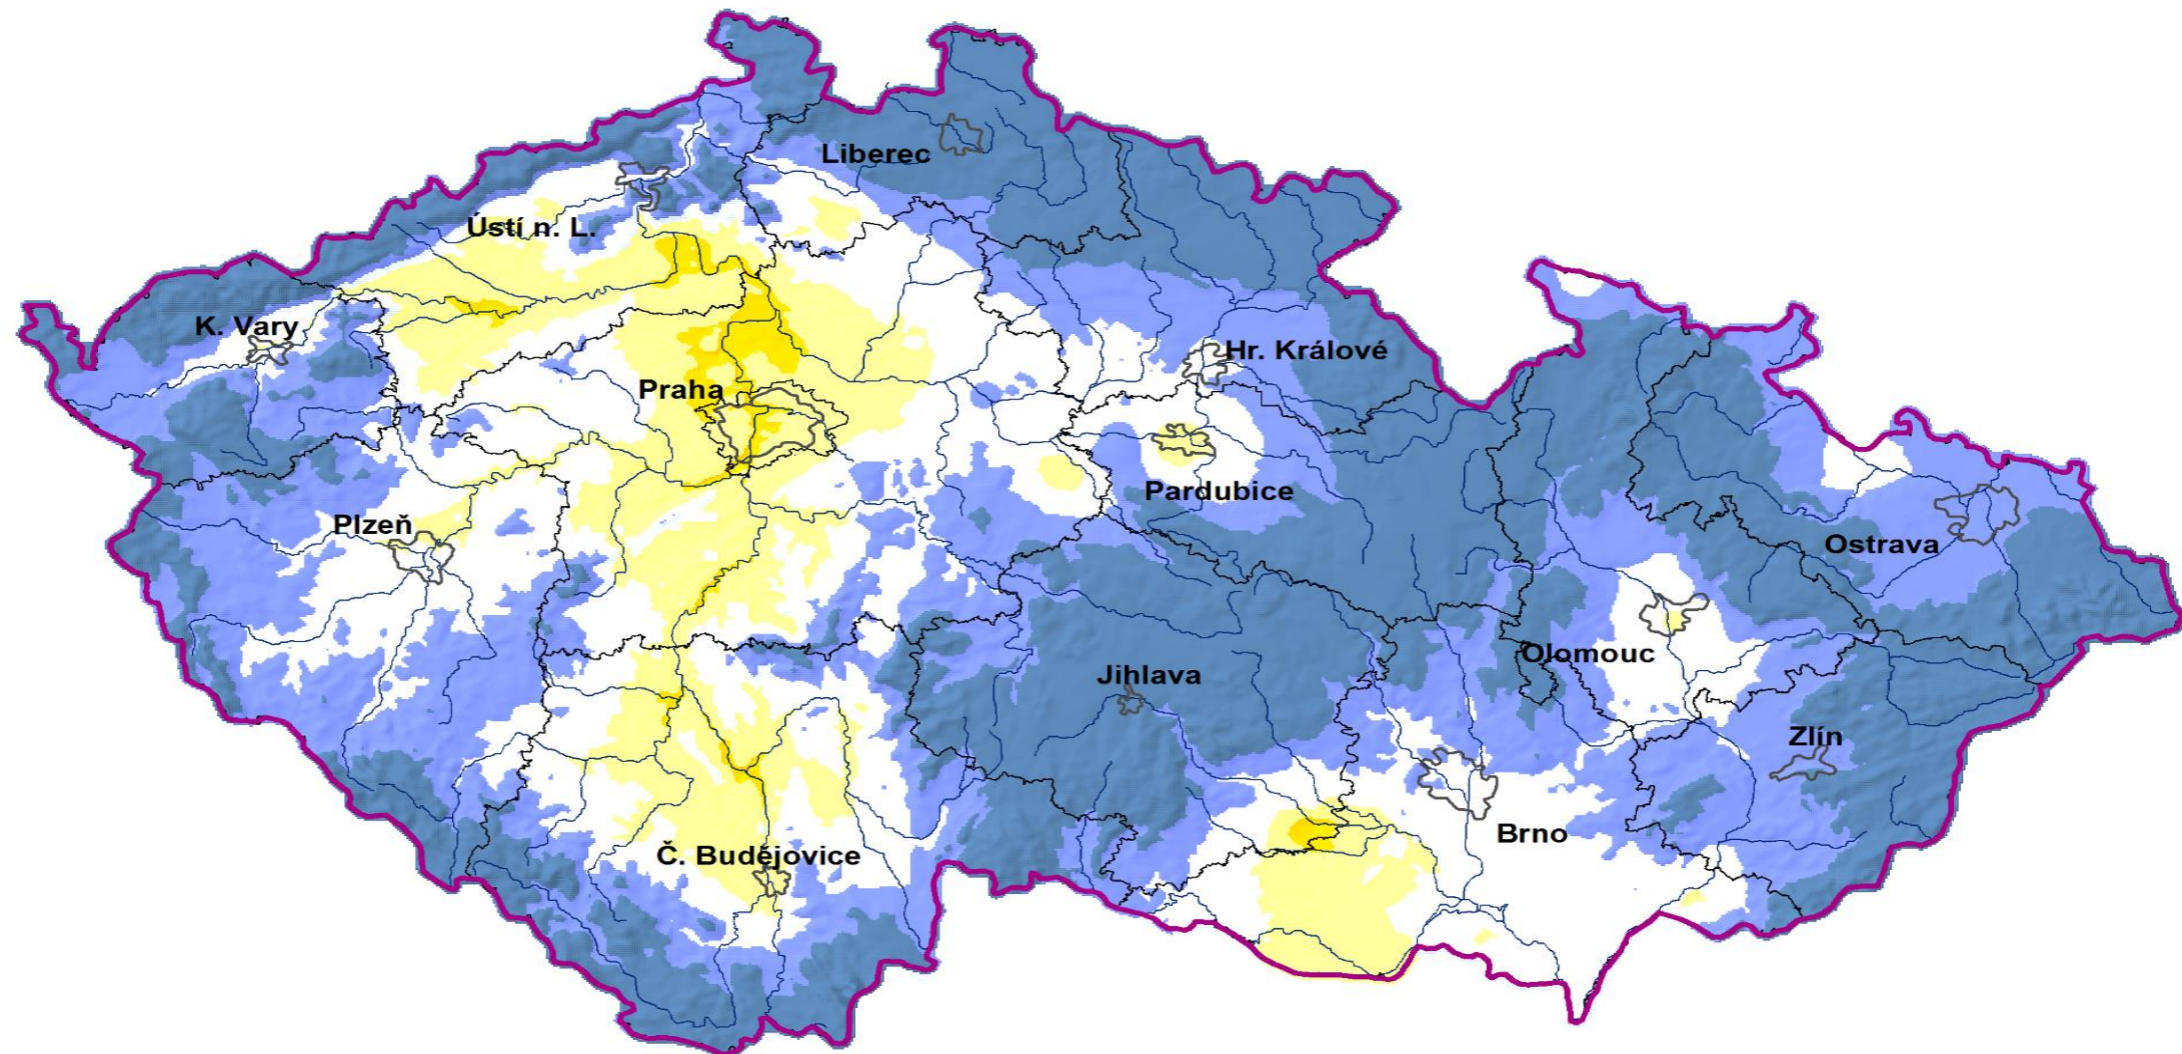 Liberec
Ústí n. L.
K. Vary
Hr. Králové
Praha
Pardubice
Plzeň
Ostrava
Olomouc
Jihlava
Zlín
Brno
Č. Budějovice